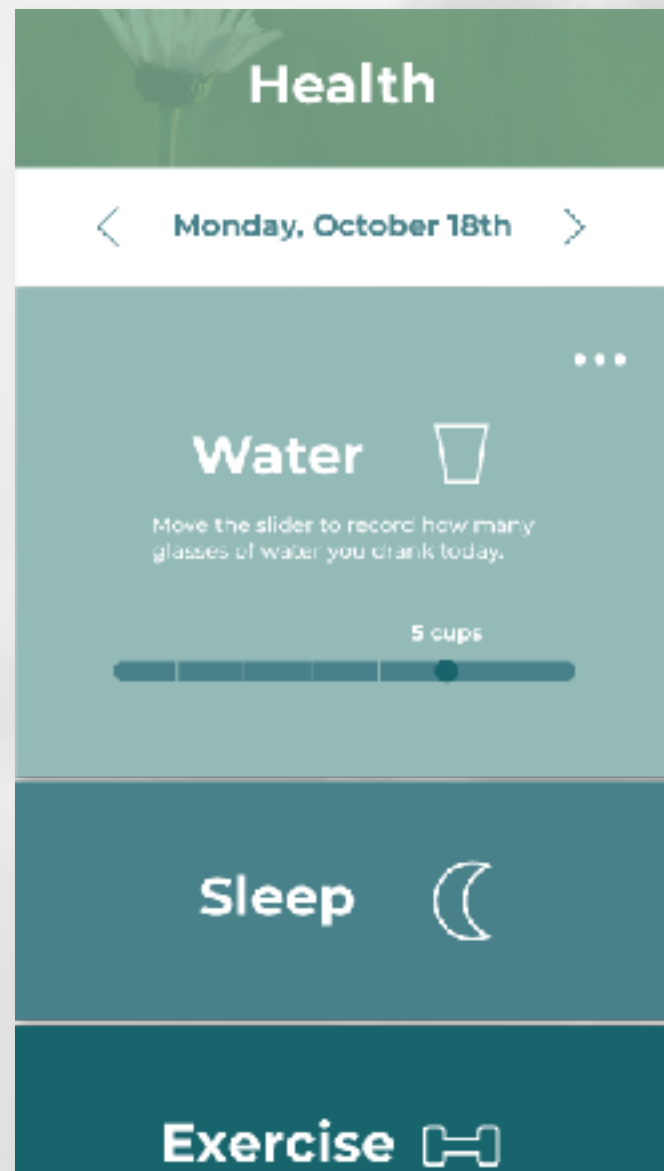 Health
Monday, October 18th
Water
Move the slider to record how many
glasses of water you drank today.
5 cups
Sleep
Exercise